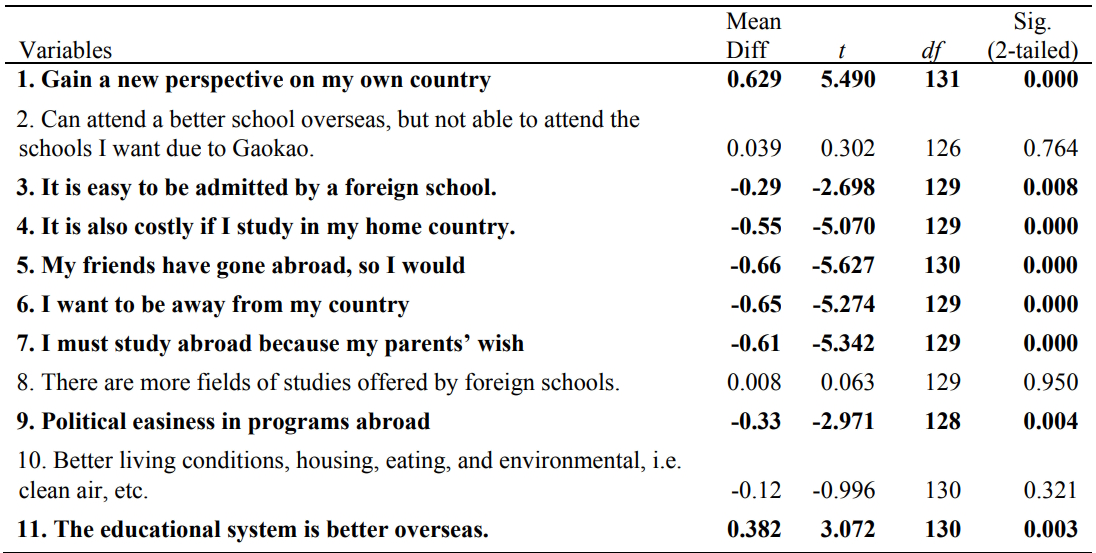 Mean Sig.
Variables Diff t df (2-tailed)
1. Gain a new perspective on my own country 0.629 5.490 131 0.000
2. Can attend a better school overseas, but not able to attend the
schools I want due to Gaokao. 0.039 0.302 126 0.764
3. It is easy to be admitted by a foreign school. -0.29 -2.698 129 0.008
4. It is also costly if I study in my home country. -0.55 -5.070 129 0.000
5. My friends have gone abroad, so I would -0.66 -5.627 130 0.000
6. I want to be away from my country -0.65 -5.274 129 0.000
7. I must study abroad because my parents’ wish -0.61 -5.342 129 0.000
8. There are more fields of studies offered by foreign schools. 0.008 0.063 129 0.950
9. Political easiness in programs abroad -0.33 -2.971 128 0.004
10. Better living conditions, housing, eating, and environmental, i.e.
clean air, etc. -0.12 -0.996 130 0.321
11. The educational system is better overseas. 0.382 3.072 130 0.003